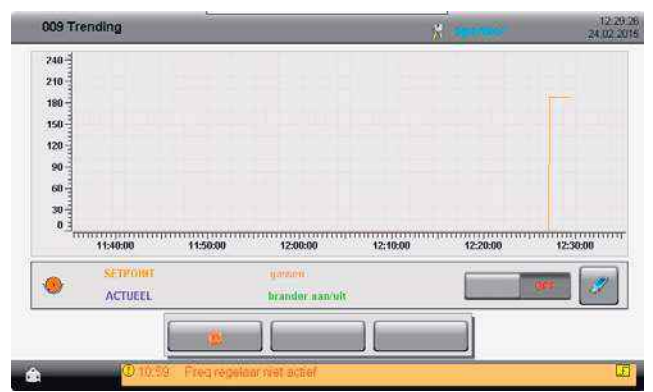 009 Trending
12:29:26
24.02.2015
240
210
180
150
120
90
60
30
0
11:40:00 11:50:00 12:00:00 12:10:00 12:20:00 12:30:00
SETPOINT
ACTUEEL brander aan/uit
OFF
10:59 Freq regelaar niet actief